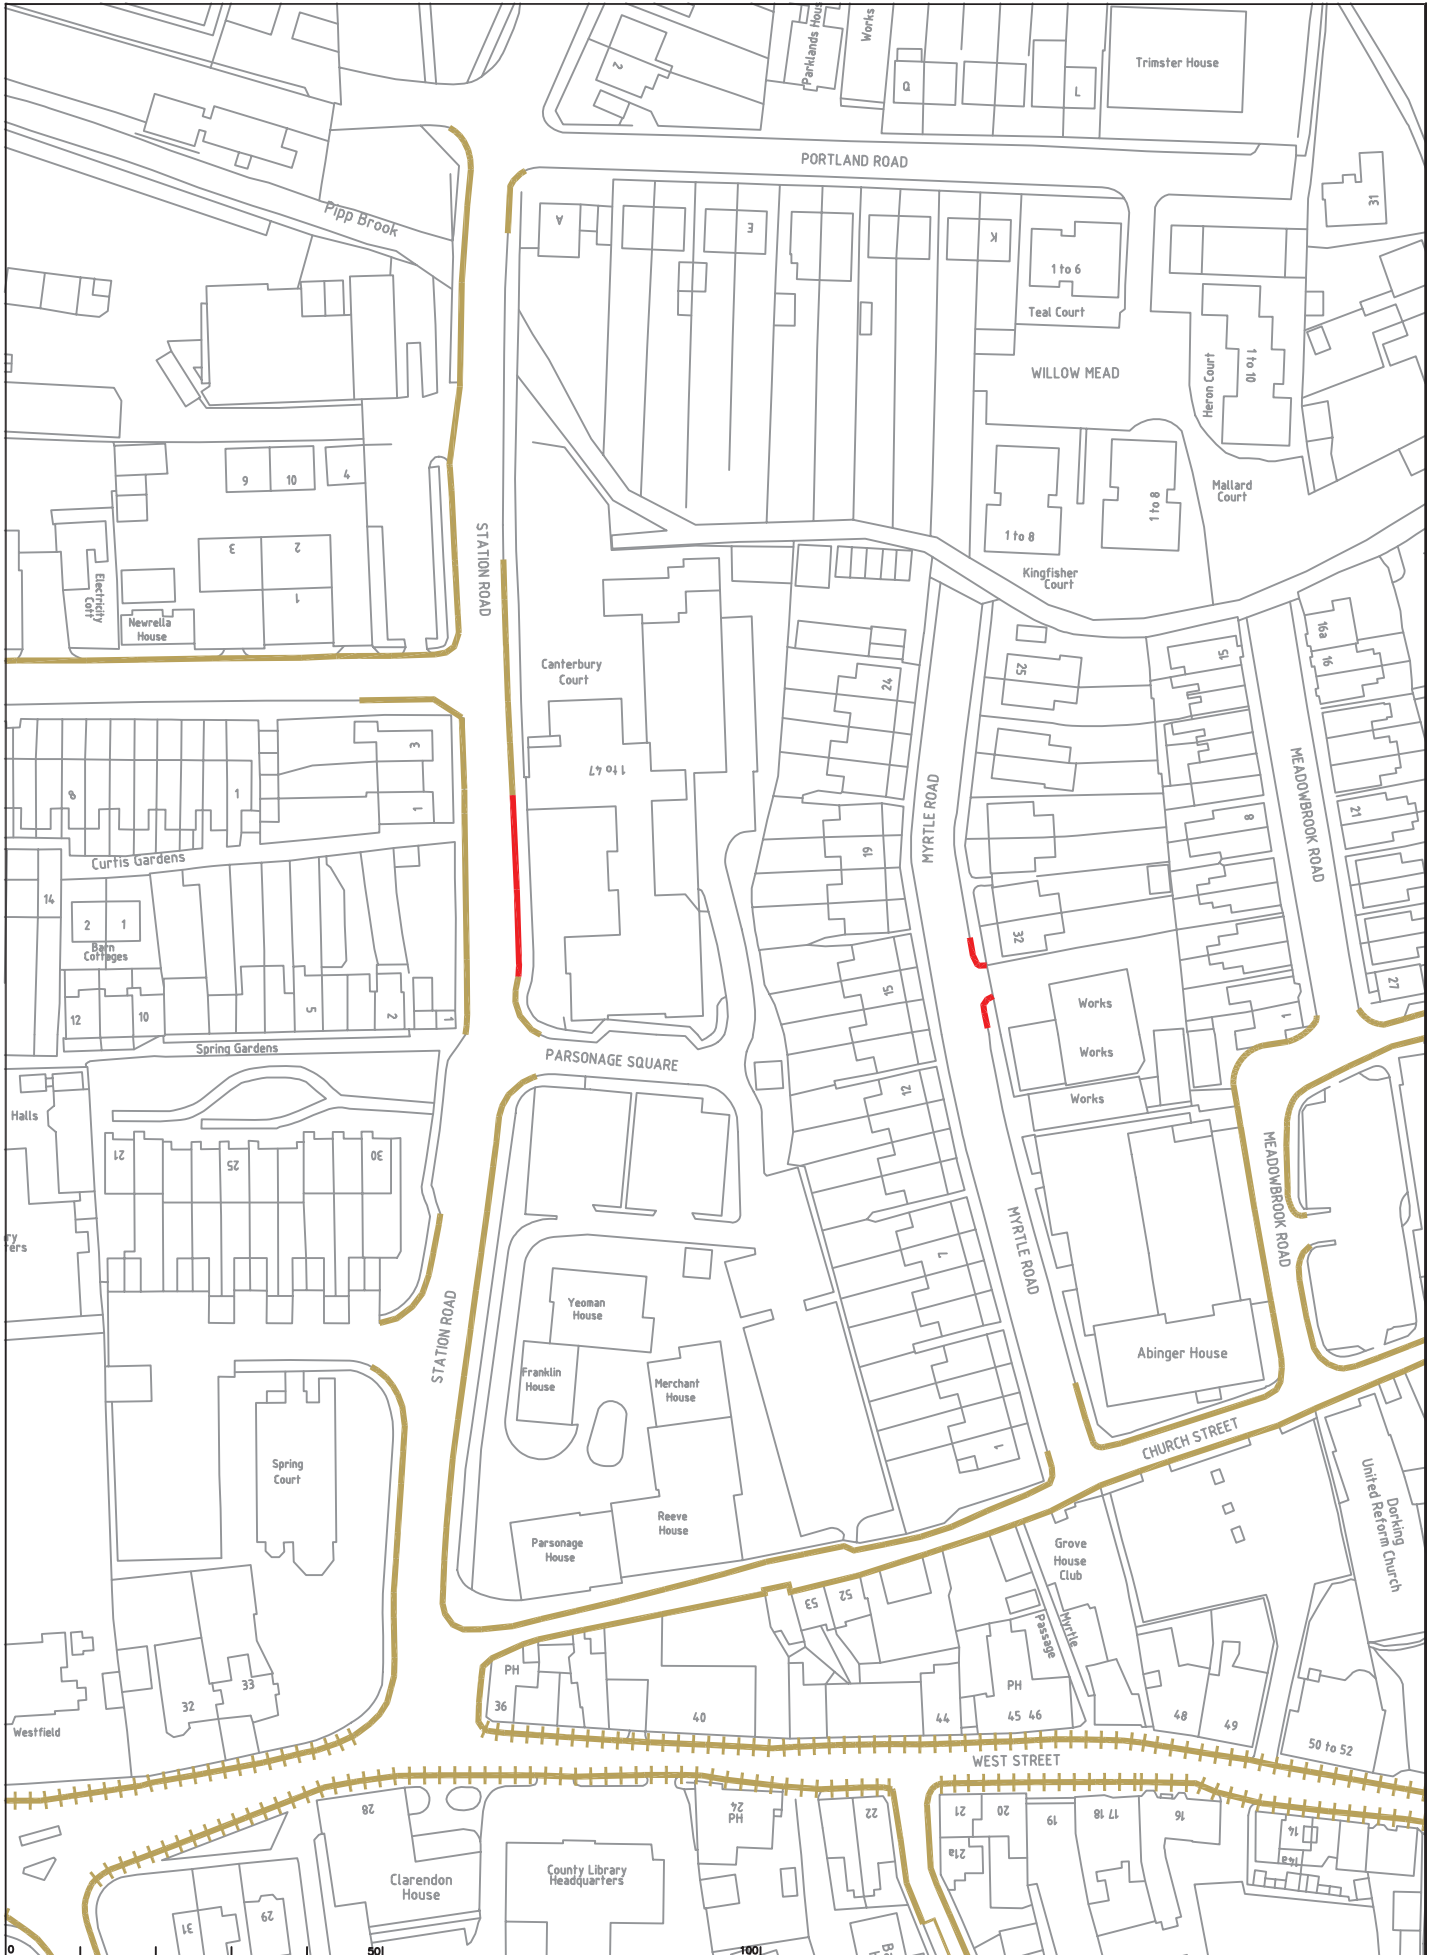 Parklands Hous
Works
2
Q
L
Trimster House
PORTLAND ROAD
31
Pipp Brook
A
E
K
1 to 6
Teal Court
WILLOW MEAD
Heron Court
1 to 10
9
10
4
Mallard
Court
1 to 8
1 to 8
STATION ROAD
3
2
1
Electricity
Cott
Kingfisher
Court
Newrella
House
16a
16
15
Canterbury
Court
25
24
3
1 to 47
MYRTLE ROAD
MEADOWBROOK ROAD
8
1
1
21
8
19
Curtis Gardens
14
2
1
32
Barn
Cottages
27
15
Works
12
10
5
2
1
1
Spring Gardens
PARSONAGE SQUARE
Works
12
Works
Halls
21
25
30
MEADOWBROOK ROAD
ry
ters
MYRTLE ROAD
7
Yeoman
House
STATION ROAD
Abinger House
Franklin
House
Merchant
House
CHURCH STREET
1
Spring
Court
Dorking
United Reform Church
Reeve
House
Parsonage
House
Grove
House
Club
53
52
Myrtle
Passage
PH
36
PH
33
32
40
44
45 46
48
49
Westfield
50 to 52
WEST STREET
28
24
PH
22
21
20
19
17 18
16
14
21a
14a
County Library
Headquarters
Clarendon
House
31
29
Ba
H
0
50
100